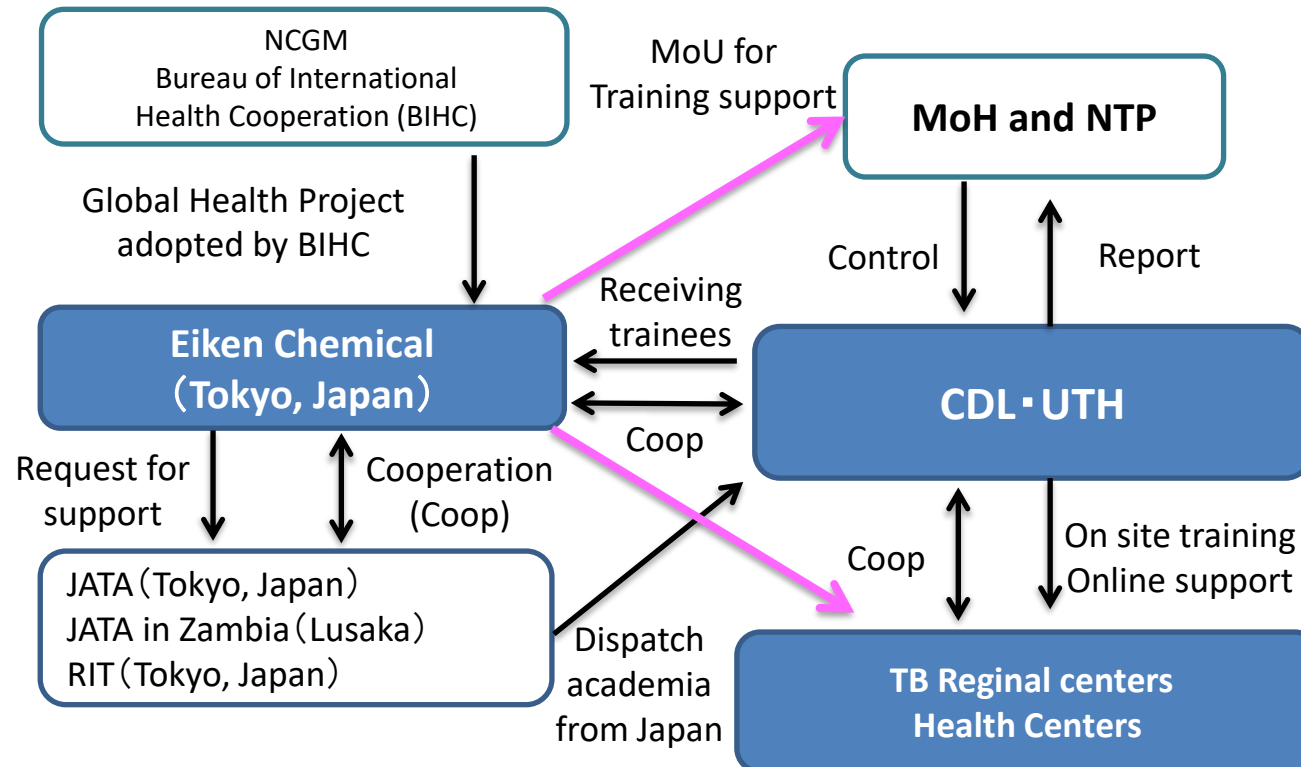 NCGM
Bureau of International
Health Cooperation (BIHC)
MoU for
Training support
MoH and NTP
Global Health Project
adopted by BIHC
Control
Report
Receiving
trainees
Eiken Chemical
（Tokyo, Japan）
CDL・UTH
Coop
Request for
support
Cooperation
(Coop)
Coop
On site training
Online support
JATA（Tokyo, Japan）
JATA in Zambia（Lusaka）
RIT（Tokyo, Japan）
Dispatch
academia
from Japan
TB Reginal centers
Health Centers